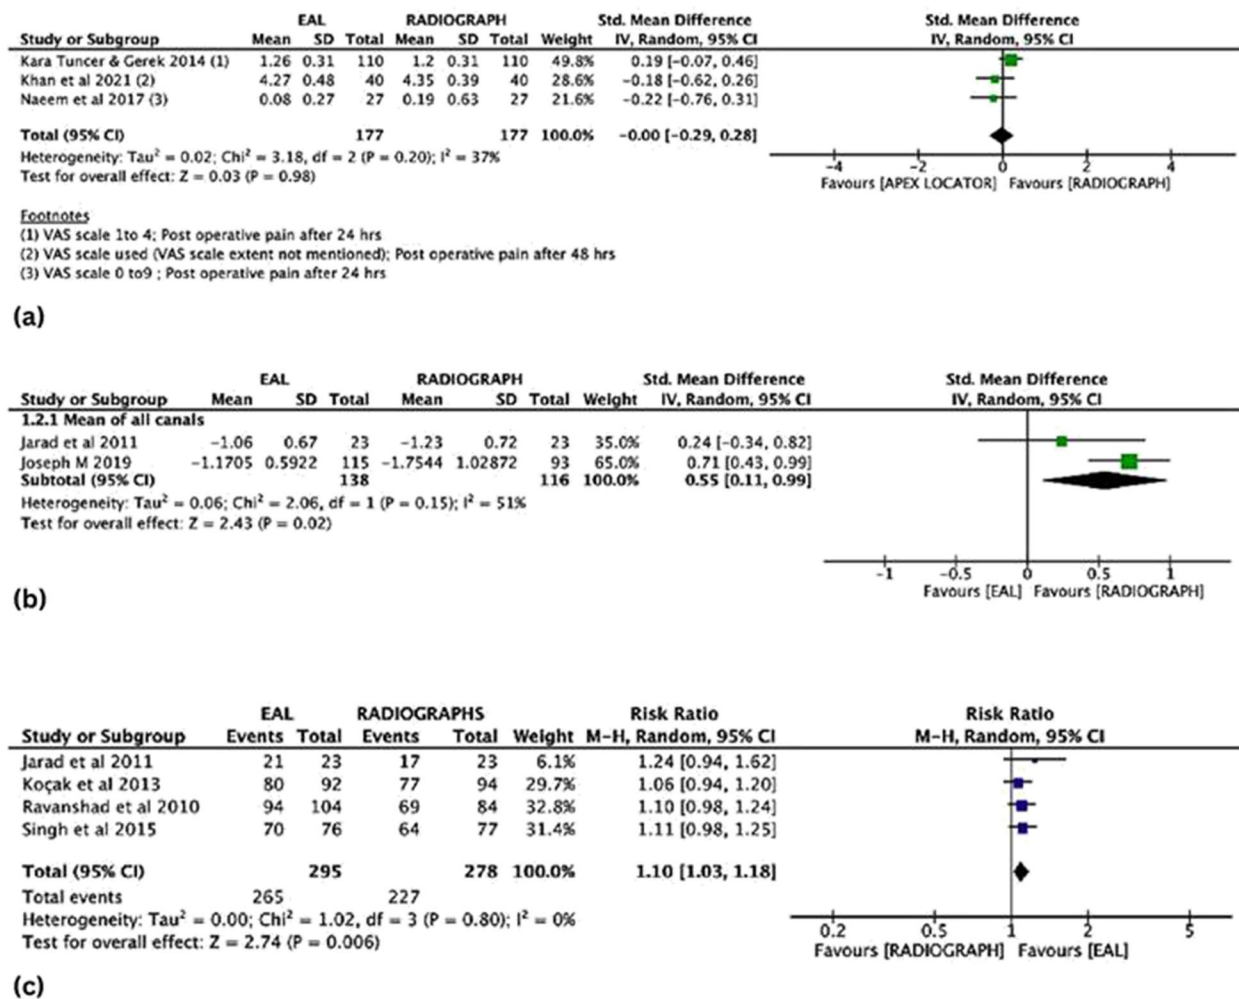 EAL RADIOGRAPH Std. Mean Difference Std. Mean Difference
Study or Subgroup Mean SD Total Mean SD Total Weight IV, Random, 95% CI IV, Random, 95% CI
Kara Tuncer & Gerek 2014 (1) 1.26 0.31 110 1.2 0.31 110 49.8% 0.19 [-0.07, 0.46]
Khan et al 2021 (2) 4.27 0.48 40 4.35 0.39 40 28.6% -0.18 [-0.62, 0.26]
Naeem et al 2017 (3) 0.08 0.27 27 0.19 0.63 27 21.6% -0.22 [-0.76, 0.31]
Total (95% CI) 177 177 100.0% -0.00 [-0.29, 0.28]
Heterogeneity: Tau² = 0.02; Chi² = 3.18, df = 2 (P = 0.20); I² = 37%
Test for overall effect: Z = 0.03 (P = 0.98)
-4 -2 0 2 4
Favours [APEX LOCATOR] Favours [RADIOGRAPH]
Footnotes
(1) VAS scale 1to 4; Post operative pain after 24 hrs
(2) VAS scale used (VAS scale extent not mentioned); Post operative pain after 48 hrs
(3) VAS scale 0 to9 ; Post operative pain after 24 hrs
(a)
EAL RADIOGRAPH Std. Mean Difference Std. Mean Difference
Study or Subgroup Mean SD Total Mean SD Total Weight IV, Random, 95% CI IV, Random, 95% CI
1.2.1 Mean of all canals
Jarad et al 2011 -1.06 0.67 23 -1.23 0.72 23 35.0% 0.24 [-0.34, 0.82]
Joseph M 2019 -1.1705 0.5922 115 -1.7544 1.02872 93 65.0% 0.71 [0.43, 0.99]
Subtotal (95% CI) 138 116 100.0% 0.55 [0.11, 0.99]
Heterogeneity: Tau² = 0.06; Chi² = 2.06, df = 1 (P = 0.15); I² = 51%
Test for overall effect: Z = 2.43 (P = 0.02)
-1 -0.5 0 0.5 1
Favours [EAL] Favours [RADIOGRAPH]
(b)
EAL RADIOGRAPHS Risk Ratio Risk Ratio
Study or Subgroup Events Total Events Total Weight M-H, Random, 95% CI M-H, Random, 95% CI
Jarad et al 2011 21 23 17 23 6.1% 1.24 [0.94, 1.62]
Koçak et al 2013 80 92 77 94 29.7% 1.06 [0.94, 1.20]
Ravanshad et al 2010 94 104 69 84 32.8% 1.10 [0.98, 1.24]
Singh et al 2015 70 76 64 77 31.4% 1.11 [0.98, 1.25]
Total (95% CI) 295 278 100.0% 1.10 [1.03, 1.18]
Total events 265 227
Heterogeneity: Tau² = 0.00; Chi² = 1.02, df = 3 (P = 0.80); I² = 0%
Test for overall effect: Z = 2.74 (P = 0.006)
0.2 0.5 1 2 5
Favours [RADIOGRAPH] Favours [EAL]
(c)